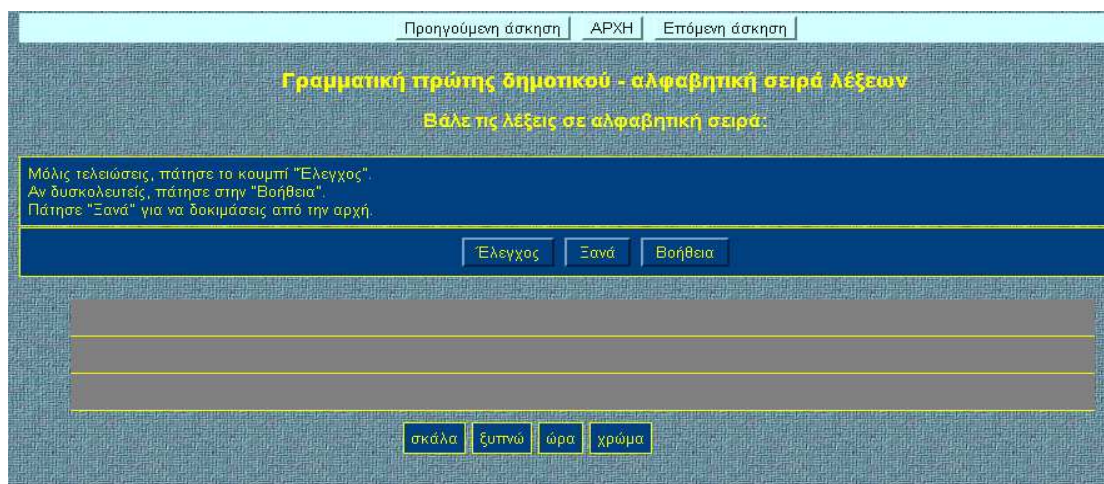 Προηγούμενη άσκηση ΑΡΧΗ Επόμενη άσκηση
Γραμματική πρώτης δημοτικού - αλφαβητική σειρά λέξεων
Βάλε τις λέξεις σε αλφαβητική σειρά:
Μόλις τελειώσεις, πάτησε το κουμπί "Έλεγχος".
Αν δυσκολευτείς, πάτησε στην "Βοήθεια".
Πάτησε "Ξανά" για να δοκιμάσεις από την αρχή.
Έλεγχος Ξανά Βοήθεια
σκάλα ξυπνώ ώρα χρώμα